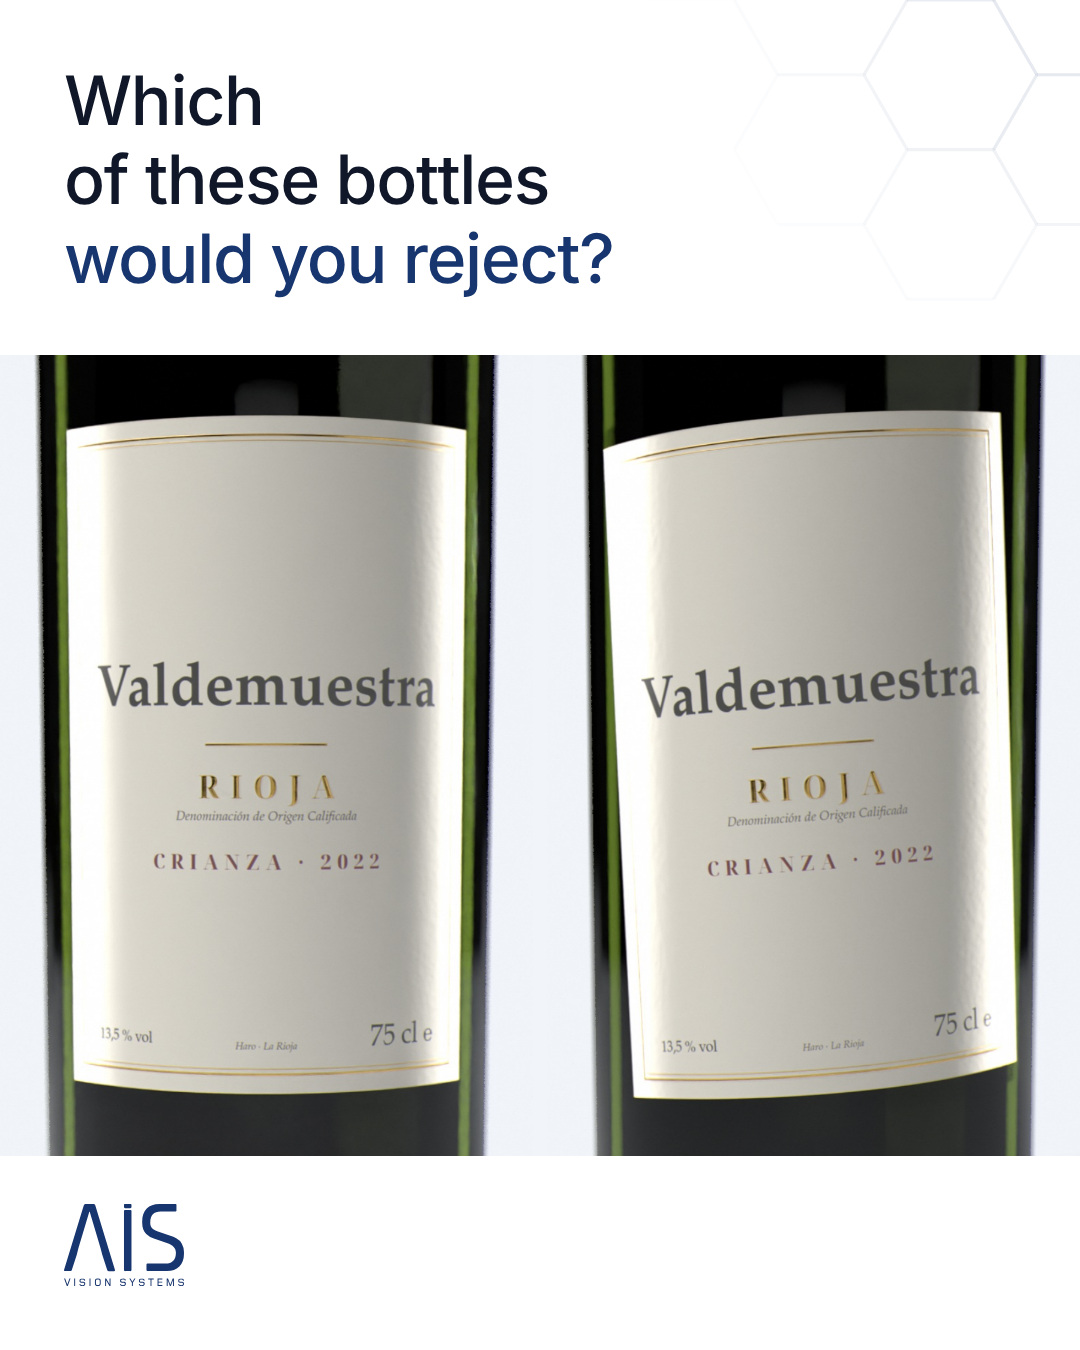 Which
of these bottles
would you reject?
Valdemuestra
RIOJA
Denominación de Origen Calificada
CRIANZA · 2022
13,5 % vol
Haro - La Rioja
75 cl e
Valdemuestra
RIOJA
Denominación de Origen Calificada
CRIANZA · 2022
13,5 % vol
Haro - La Rioja
75 cl e
AIS
VISION SYSTEMS